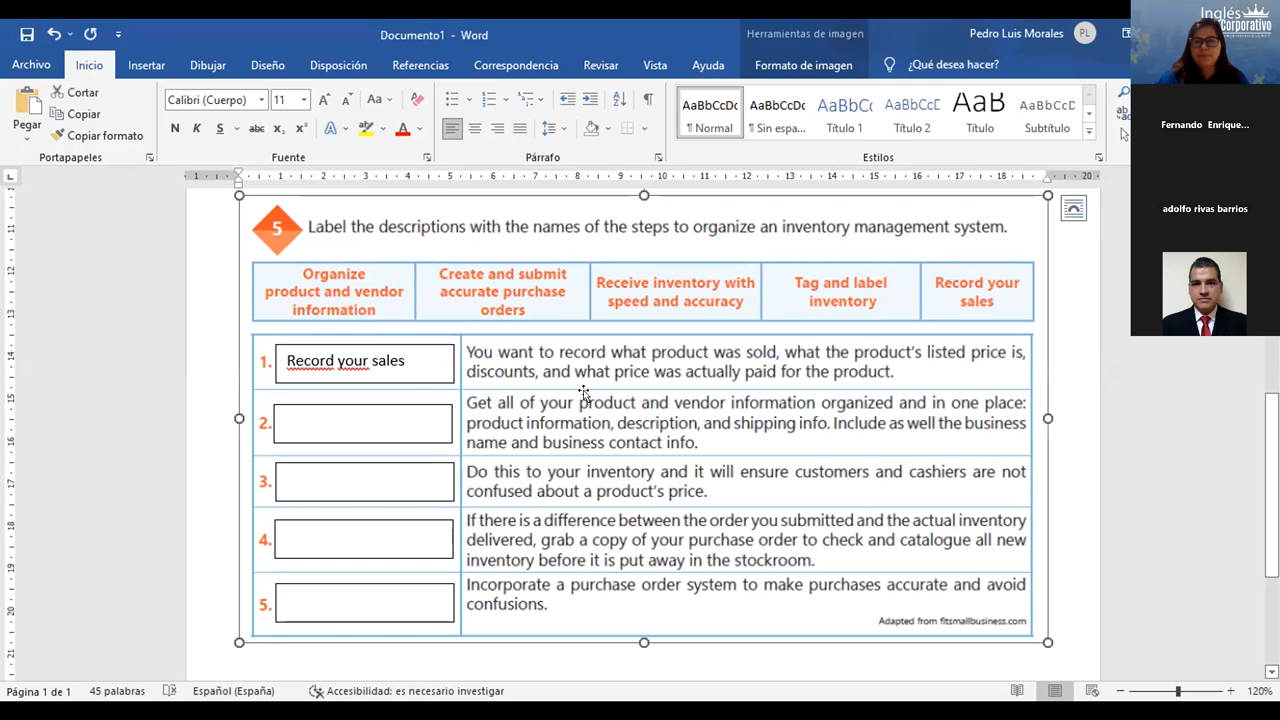 Documento1 - Word
Herramientas de imagen
Pedro Luis Morales
PL
Inglés
Corporativo
Archivo
Inicio
Insertar
Dibujar
Diseño
Disposición
Referencias
Correspondencia
Revisar
Vista
Ayuda
Formato de imagen
¿Qué desea hacer?
Pegar
Cortar
Copiar
Copiar formato
Portapapeles
Calibri (Cuerpo)
11
Fuente
Párrafo
AaBbCcDc
¶ Normal
AaBbCcDc
¶ Sin espa...
AaBbCc
Título 1
AaBbCcD
Título 2
AaB
Título
AaBbCcD
Subtítulo
Estilos
Fernando Enrique...
adolfo rivas barrios
5 Label the descriptions with the names of the steps to organize an inventory management system.
Organize
product and vendor
information
Create and submit
accurate purchase
orders
Receive inventory with
speed and accuracy
Tag and label
inventory
Record your
sales
1. Record your sales
You want to record what product was sold, what the product's listed price is,
discounts, and what price was actually paid for the product.
2.
Get all of your product and vendor information organized and in one place:
product information, description, and shipping info. Include as well the business
name and business contact info.
3.
Do this to your inventory and it will ensure customers and cashiers are not
confused about a product's price.
4.
If there is a difference between the order you submitted and the actual inventory
delivered, grab a copy of your purchase order to check and catalogue all new
inventory before it is put away in the stockroom.
5.
Incorporate a purchase order system to make purchases accurate and avoid
confusions.
Adapted from fitsmallbusiness.com
Página 1 de 1
45 palabras
Español (España)
Accesibilidad: es necesario investigar
120%